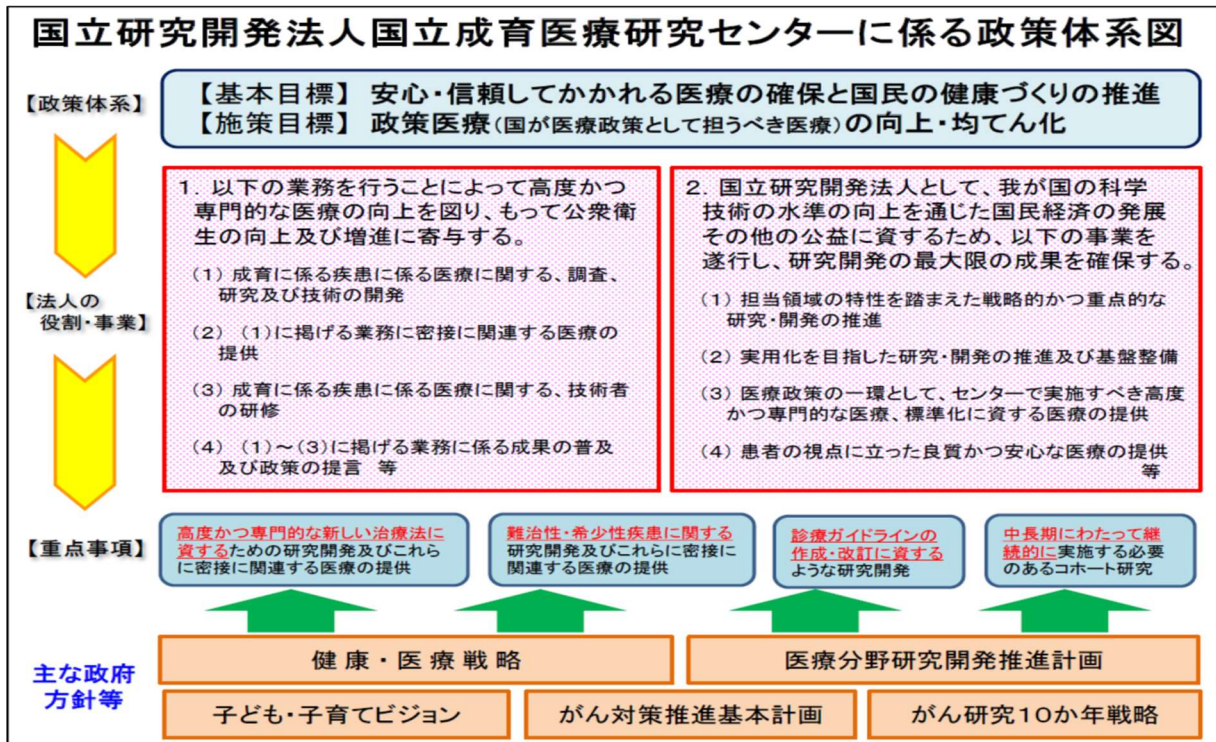 国立研究開発法人国立成育医療研究センターに係る政策体系図
【政策体系】
【基本目標】 安心・信頼してかかれる医療の確保と国民の健康づくりの推進
【施策目標】 政策医療(国が医療政策として担うべき医療)の向上・均てん化
【法人の
役割・事業】
1．以下の業務を行うことによって高度かつ
専門的な医療の向上を図り、もって公衆衛
生の向上及び増進に寄与する。
(1) 成育に係る疾患に係る医療に関する、調査、
研究及び技術の開発
(2) (1)に掲げる業務に密接に関連する医療の
提供
(3) 成育に係る疾患に係る医療に関する、技術者
の研修
(4) (1)～(3)に掲げる業務に係る成果の普及
及び政策の提言 等
2．国立研究開発法人として、我が国の科学
技術の水準の向上を通じた国民経済の発展
その他の公益に資するため、以下の事業を
遂行し、研究開発の最大限の成果を確保する。
(1) 担当領域の特性を踏まえた戦略的かつ重点的な
研究・開発の推進
(2) 実用化を目指した研究・開発の推進及び基盤整備
(3) 医療政策の一環として、センターで実施すべき高度
かつ専門的な医療、標準化に資する医療の提供
(4) 患者の視点に立った良質かつ安心な医療の提供
等
【重点事項】
高度かつ専門的な新しい治療法に
資するための研究開発及びこれら
に密接に関連する医療の提供
難治性・希少性疾患に関する
研究開発及びこれらに密接に
関連する医療の提供
診療ガイドラインの
作成・改訂に資する
ような研究開発
中長期にわたって継
続的に実施する必要
のあるコホート研究
主な政府
方針等
健康・医療戦略
医療分野研究開発推進計画
子ども・子育てビジョン
がん対策推進基本計画
がん研究10か年戦略